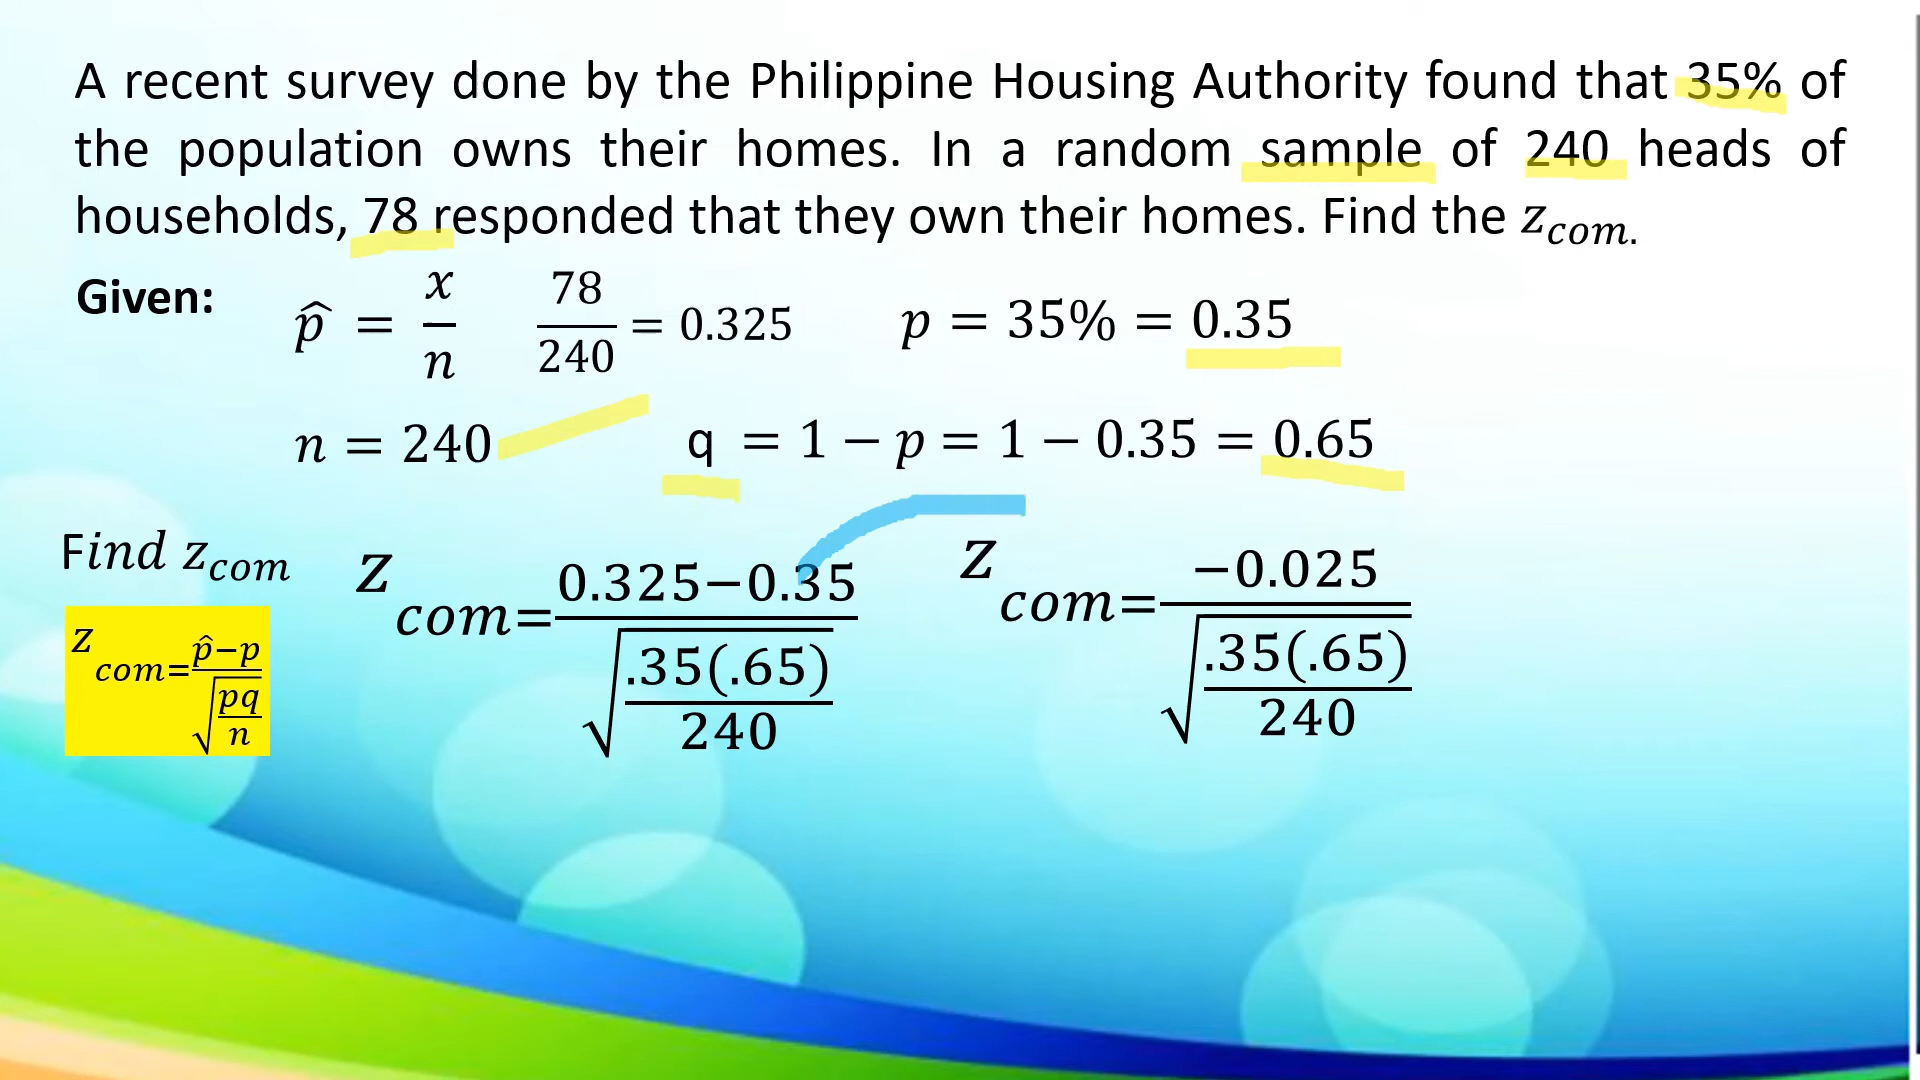 A recent survey done by the Philippine Housing Authority found that 35% of
the population owns their homes. In a random sample of 240 heads of
households, 78 responded that they own their homes. Find the z_com.
Given: p̂ = x/n 78/240 = 0.325 p = 35% = 0.35
n = 240 q = 1 − p = 1 − 0.35 = 0.65
Find z_com
z_com = (p̂−p)/√(pq/n)
z_com = (0.325−0.35)/√(.35(.65)/240)
z_com = −0.025/√(.35(.65)/240)